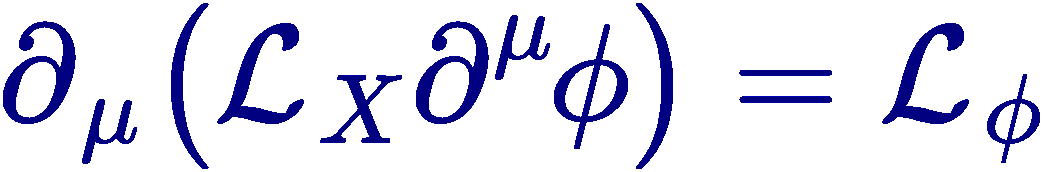 ∂_μ (ℒ_X ∂^μ ϕ) = ℒ_ϕ